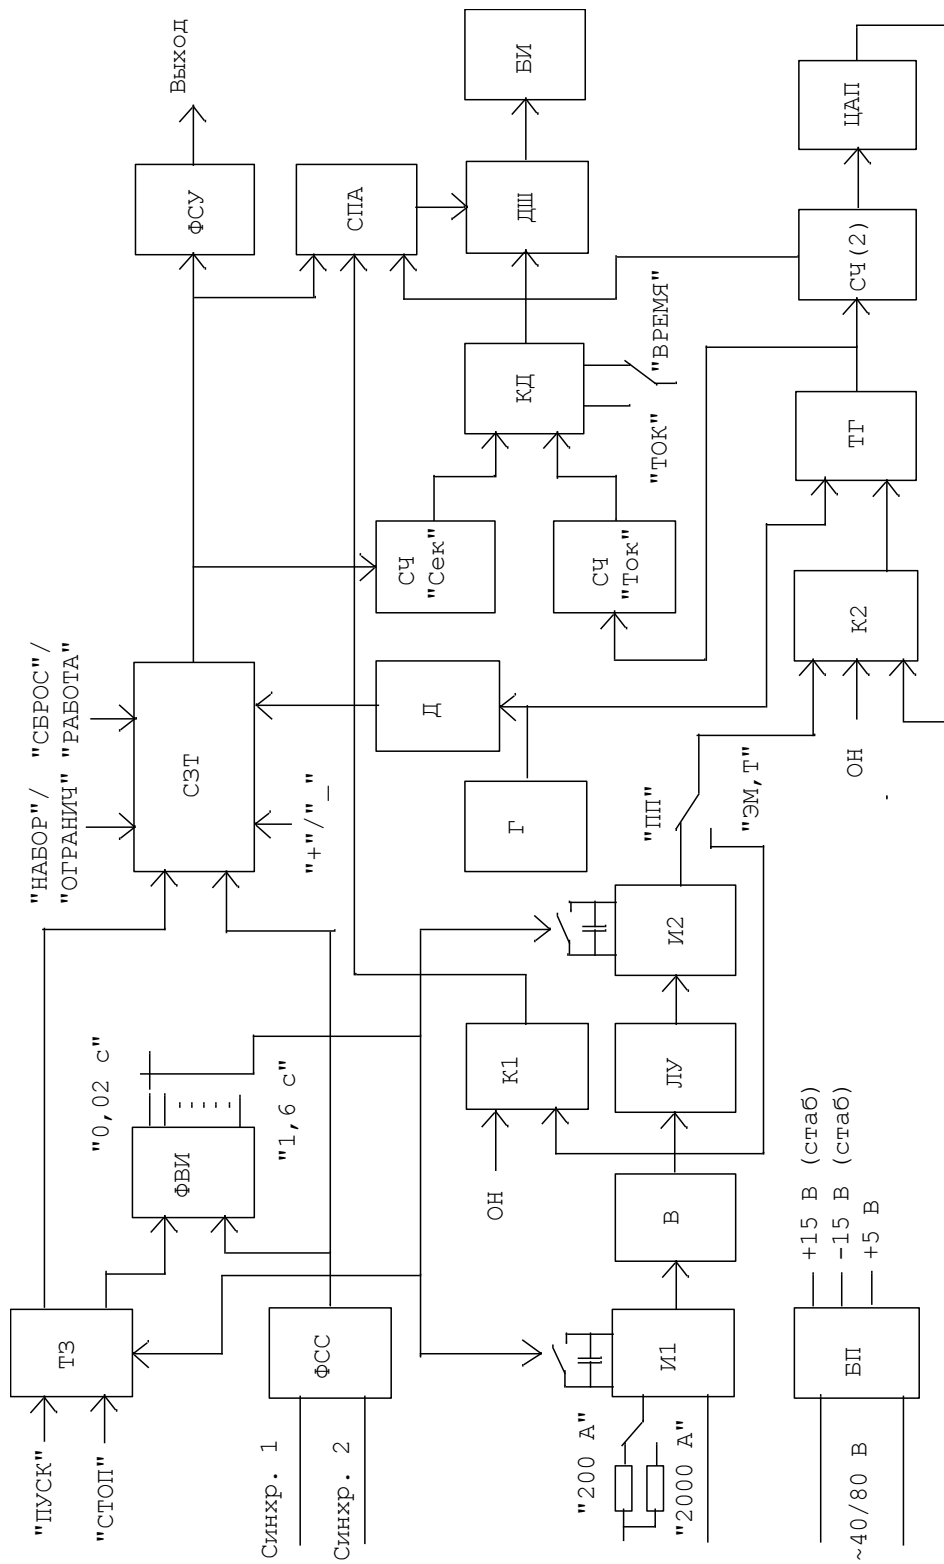 "ПУСК"
"СТОП"
ТЗ
"НАБОР"/ "СБРОС"/
"ОГРАНИЧ" "РАБОТА"
"0,02 с"
ФВИ
"1,6 с"
СЗТ
"+"/"_"
ФСУ
Выход
Синхр. 1
Синхр. 2
ФСС
СПА
Д
СЧ
"Сек"
ОН
К1
Г
КД
ДШ
БИ
"200 А"
"2000 А"
И1
В
ЛУ
И2
"ПП"
"ЭМ,Т"
СЧ
"Ток"
"ТОК"
"ВРЕМЯ"
~40/80 В
БП
+15 В (стаб)
-15 В (стаб)
+5 В
ОН
К2
ТГ
СЧ(2)
ЦАП